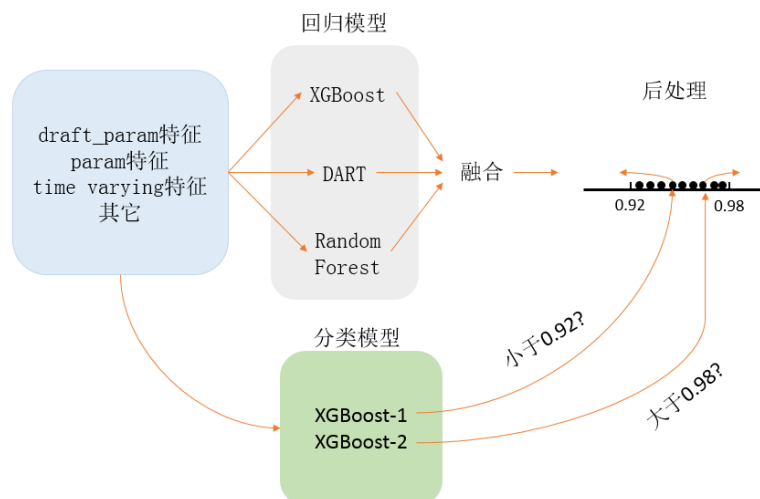 回归模型
draft_param特征
param特征
time varying特征
其它
XGBoost
DART
Random
Forest
融合
后处理
0.92
0.98
分类模型
XGBoost-1
XGBoost-2
小于0.92?
大于0.98?